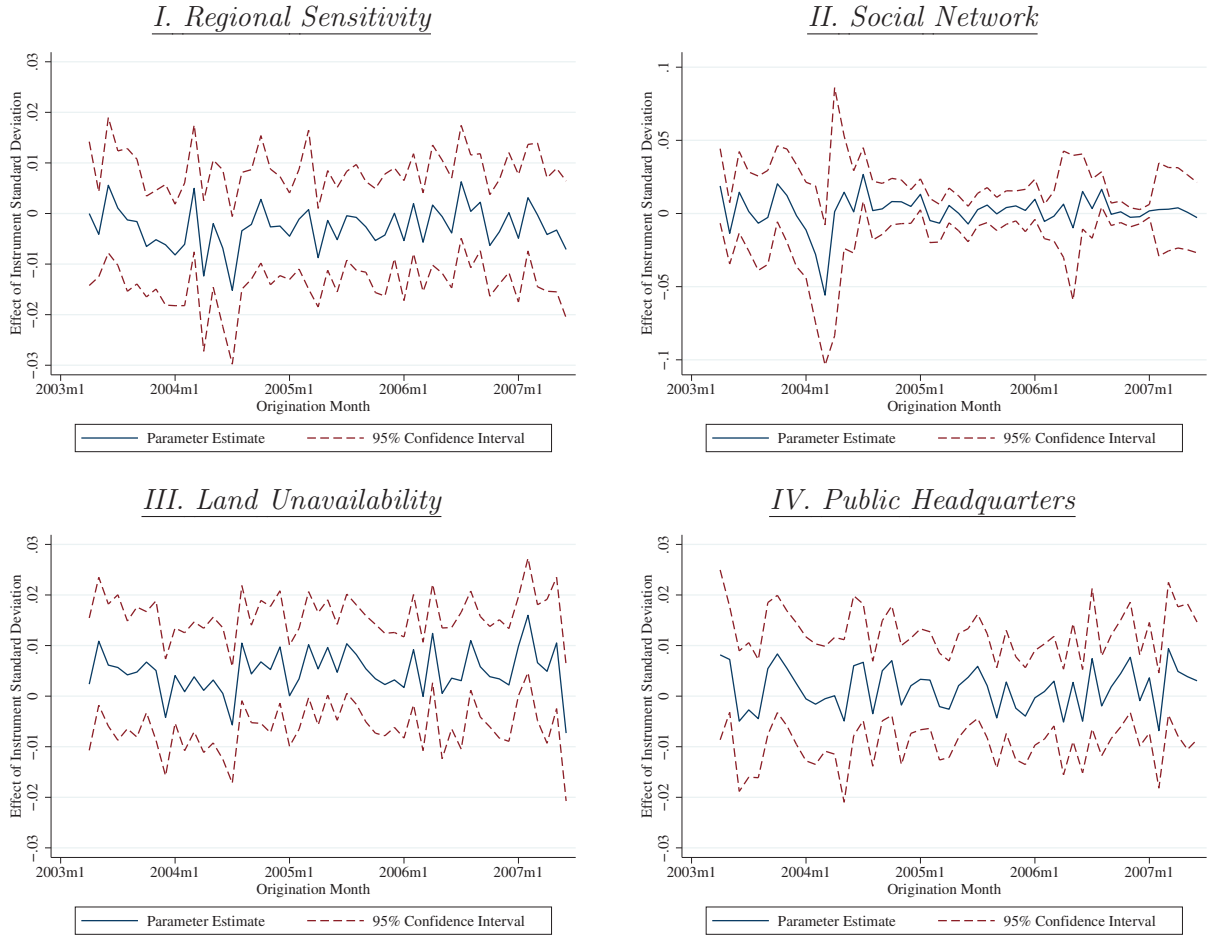 I. Regional Sensitivity
Effect of Instrument Standard Deviation
.03
.02
.01
0
-.01
-.02
-.03
2003m1 2004m1 2005m1 2006m1 2007m1
Origination Month
Parameter Estimate 95% Confidence Interval
II. Social Network
Effect of Instrument Standard Deviation
.1
.05
0
-.05
-.1
2003m1 2004m1 2005m1 2006m1 2007m1
Origination Month
Parameter Estimate 95% Confidence Interval
III. Land Unavailability
Effect of Instrument Standard Deviation
.03
.02
.01
0
-.01
-.02
-.03
2003m1 2004m1 2005m1 2006m1 2007m1
Origination Month
Parameter Estimate 95% Confidence Interval
IV. Public Headquarters
Effect of Instrument Standard Deviation
.03
.02
.01
0
-.01
-.02
-.03
2003m1 2004m1 2005m1 2006m1 2007m1
Origination Month
Parameter Estimate 95% Confidence Interval